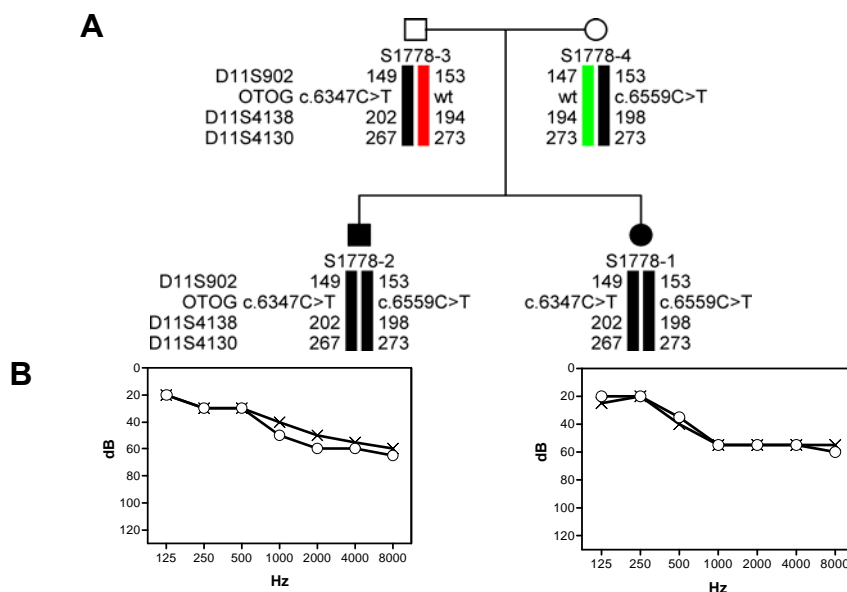 A
S1778-3 S1778-4
D11S902 149 153 147 153
OTOG c.6347C>T wt wt c.6559C>T
D11S4138 202 194 194 198
D11S4130 267 273 273 273
S1778-2 S1778-1
D11S902 149 153 149 153
OTOG c.6347C>T c.6559C>T c.6347C>T c.6559C>T
D11S4138 202 198 202 198
D11S4130 267 273 267 273
B
0 0
20 20
40 40
60 60
80 80
100 100
120 120
dB dB
125 250 500 1000 2000 4000 8000 125 250 500 1000 2000 4000 8000
Hz Hz